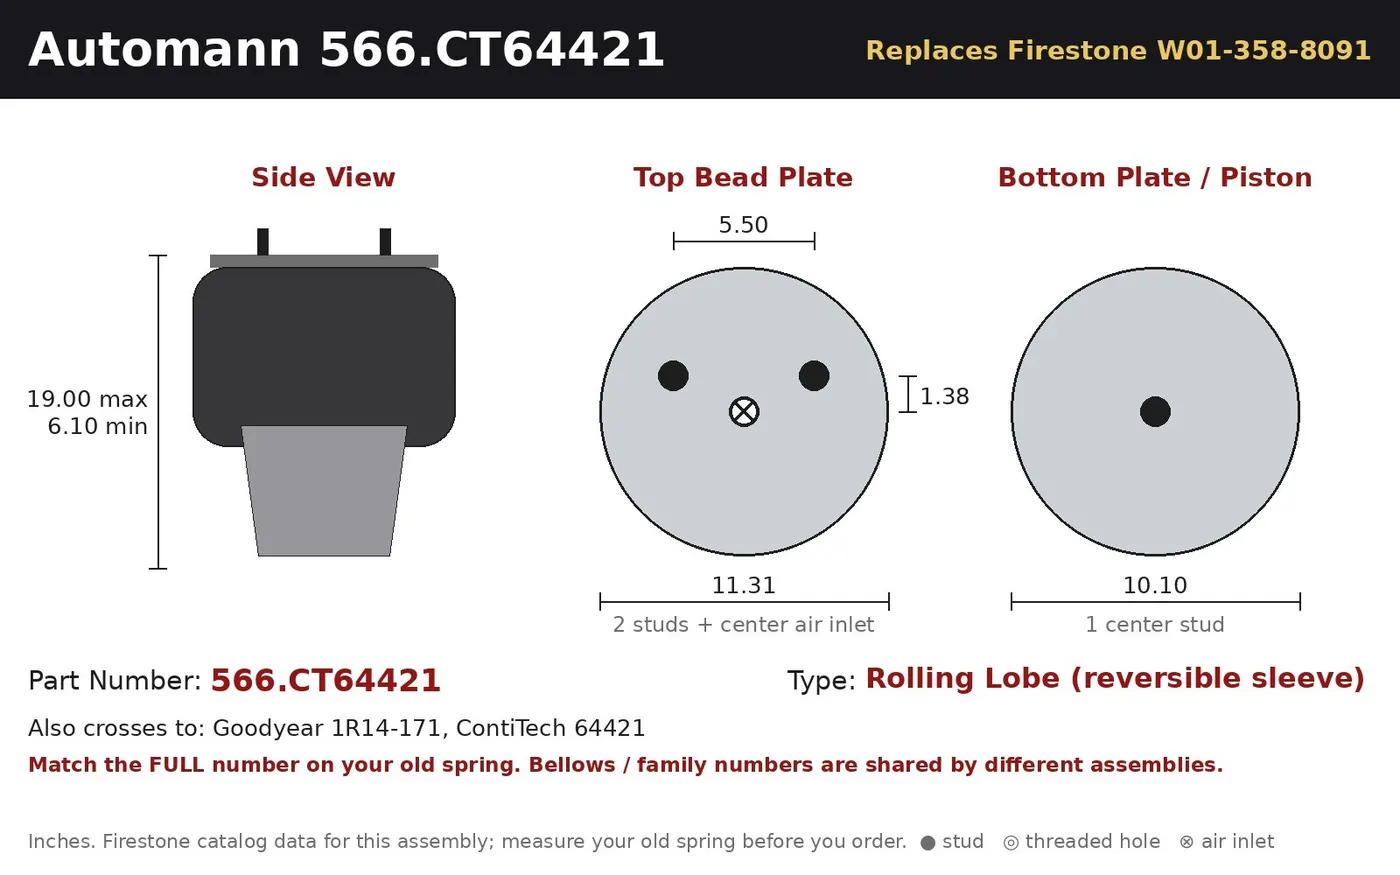 Automann 566.CT64421
Replaces Firestone W01-358-8091
Side View
Top Bead Plate
Bottom Plate / Piston
5.50
19.00 max
6.10 min
1.38
11.31
2 studs + center air inlet
10.10
1 center stud
Part Number: 566.CT64421
Type: Rolling Lobe (reversible sleeve)
Also crosses to: Goodyear 1R14-171, ContiTech 64421
Match the FULL number on your old spring. Bellows / family numbers are shared by different assemblies.
Inches. Firestone catalog data for this assembly; measure your old spring before you order. ● stud ◎ threaded hole ⊗ air inlet